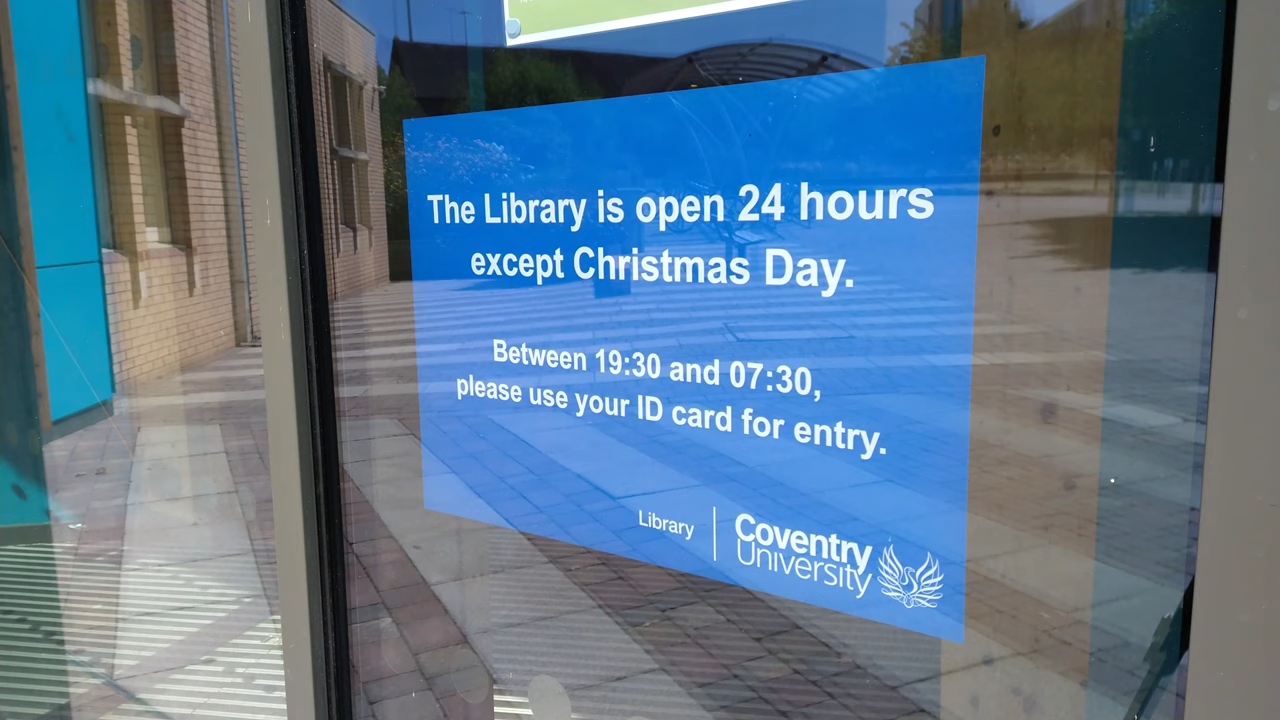 The Library is open 24 hours
except Christmas Day.
Between 19:30 and 07:30,
please use your ID card for entry.
Library
Coventry
University